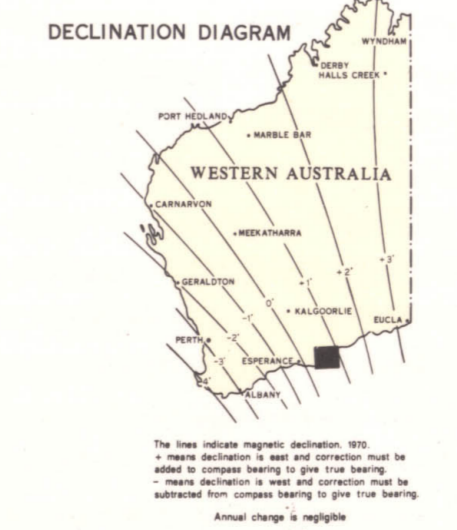 DECLINATION DIAGRAM
WYNDHAM
DERBY
HALLS CREEK
PORT HEDLAND
MARBLE BAR
WESTERN AUSTRALIA
CARNARVON
MEEKATHARRA
+3°
+2°
GERALDTON
+1°
0°
KALGOORLIE
EUCLA
-1°
PERTH
-2°
-3°
ESPERANCE
-4°
ALBANY
The lines indicate magnetic declination. 1970.
+ means declination is east and correction must be
added to compass bearing to give true bearing.
- means declination is west and correction must be
subtracted from compass bearing to give true bearing.
Annual change is negligible